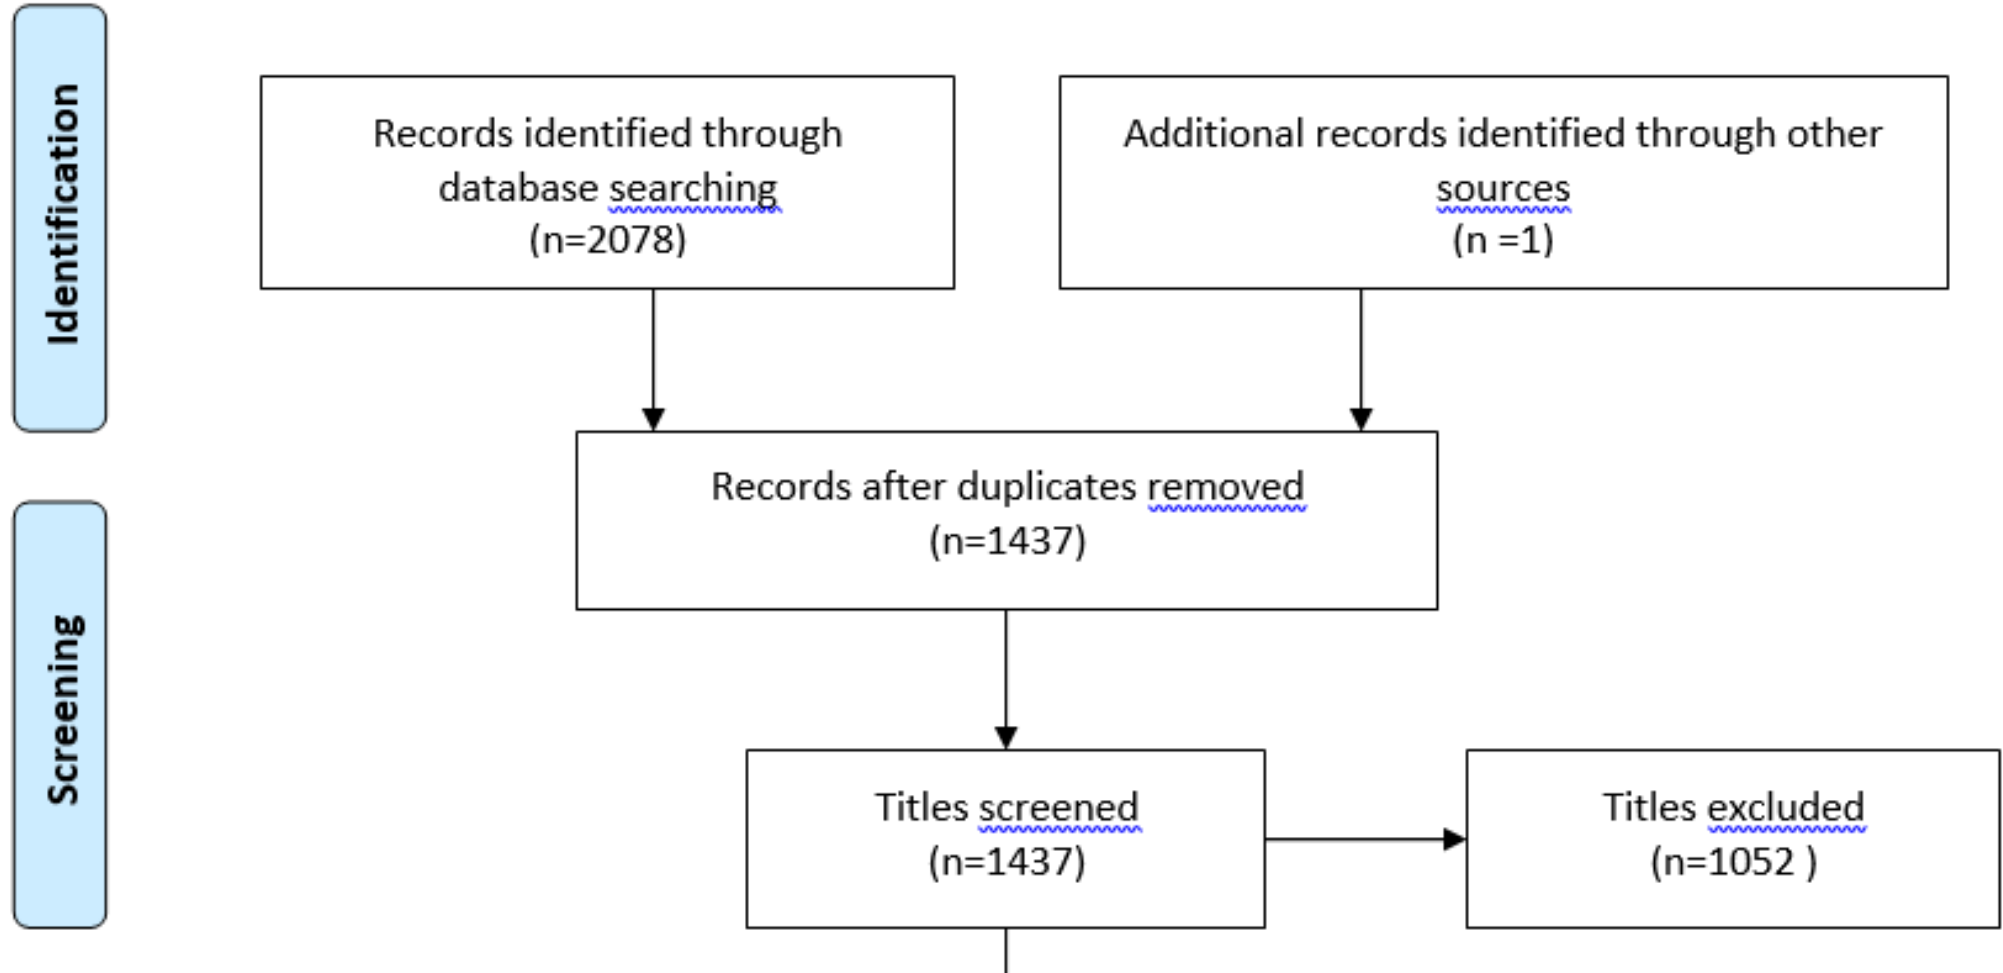 Identification
Records identified through
database searching
(n=2078)
Additional records identified through other
sources
(n =1)
Records after duplicates removed
(n=1437)
Screening
Titles screened
(n=1437)
Titles excluded
(n=1052 )